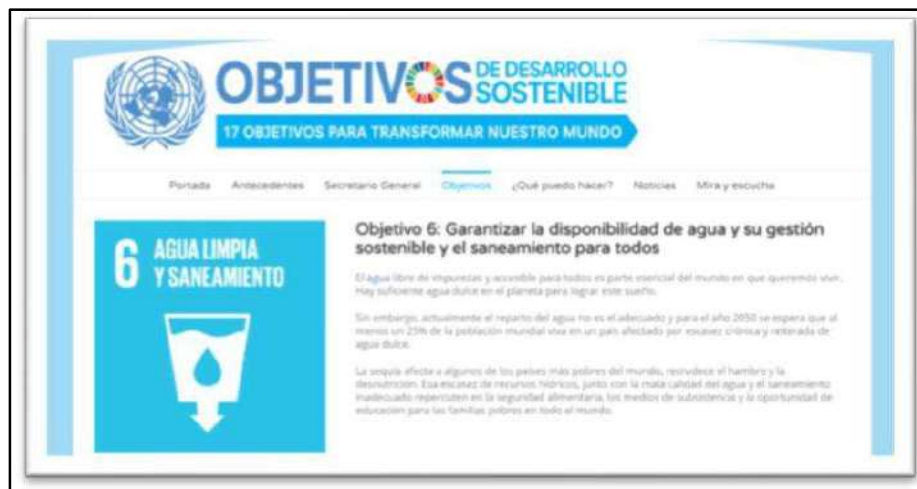 OBJETIVOS DE DESARROLLO
SOSTENIBLE
17 OBJETIVOS PARA TRANSFORMAR NUESTRO MUNDO
Portada Antecedentes Secretario General Objetivos ¿Qué puedo hacer? Noticias Mira y escucha
6 AGUA LIMPIA
Y SANEAMIENTO
Objetivo 6: Garantizar la disponibilidad de agua y su gestión
sostenible y el saneamiento para todos
El agua libre de impurezas y accesible para todos es parte esencial del mundo en que queremos vivir.
Hay suficiente agua dulce en el planeta para lograr este sueño.
Sin embargo, actualmente el reparto del agua no es el adecuado y para el año 2050 se espera que al
menos un 25% de la población mundial viva en un país afectado por escasez crónica y reiterada de
agua dulce.
La sequía afecta a algunos de los países más pobres del mundo, recrudece el hambre y la
desnutrición. Esa escasez de recursos hídricos, junto con la mala calidad del agua y el saneamiento
inadecuado repercuten en la seguridad alimentaria, los medios de subsistencia y la oportunidad de
educación para las familias pobres en todo el mundo.